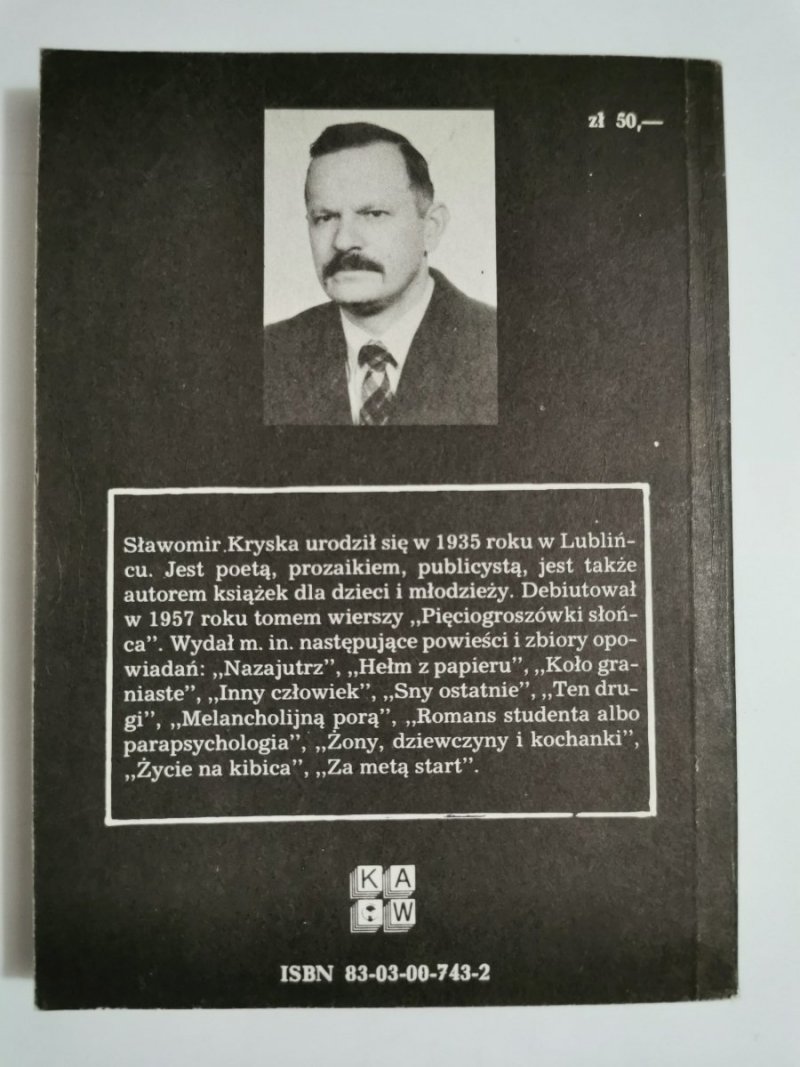 zł 50,—
Sławomir Kryska urodził się w 1935 roku w Lubliń-
cu. Jest poetą, prozaikiem, publicystą, jest także
autorem książek dla dzieci i młodzieży. Debiutował
w 1957 roku tomem wierszy „Pięciogroszówki słoń-
ca”. Wydał m. in. następujące powieści i zbiory opo-
wiadań: „Nazajutrz”, „Hełm z papieru”, „Koło gra-
niaste”, „Inny człowiek”, „Sny ostatnie”, „Ten dru-
gi”, „Melancholijną porą”, „Romans studenta albo
parapsychologia”, „Żony, dziewczyny i kochanki”,
„Życie na kibica”, „Za metą start”.
K A
W
ISBN 83-03-00-743-2